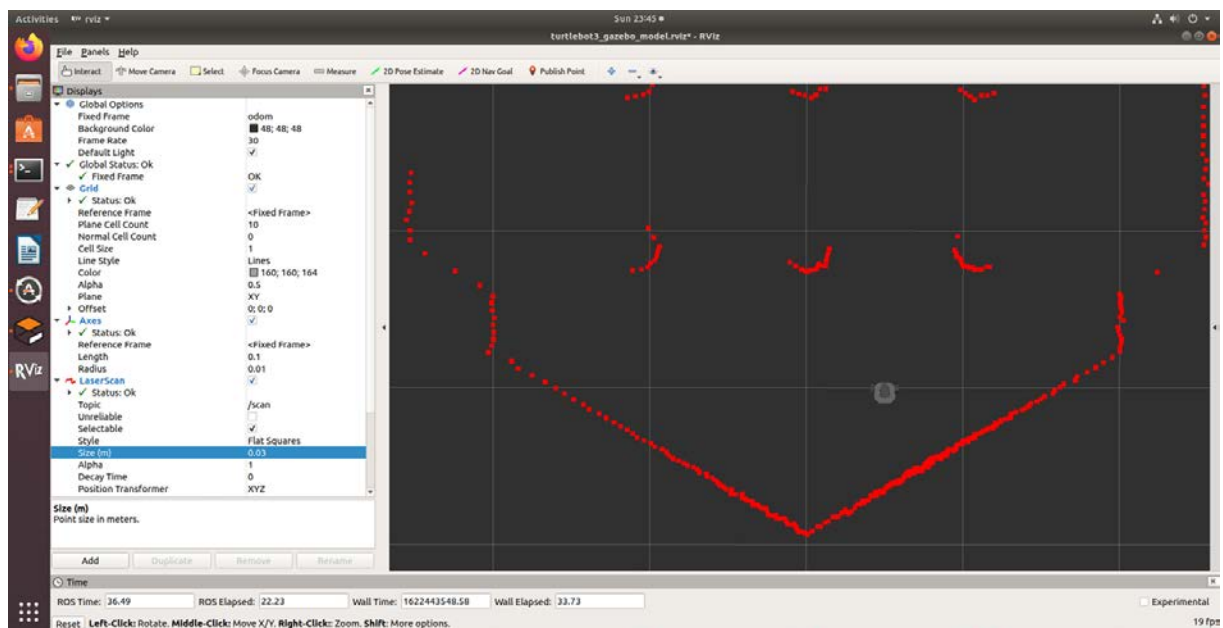 Activities RViz Sun 23:45
turtlebot3_gazebo_model.rviz* - RViz
File Panels Help
Interact Move Camera Select Focus Camera Measure 2D Pose Estimate 2D Nav Goal Publish Point
Displays
Global Options
Fixed Frame odom
Background Color 48; 48; 48
Frame Rate 30
Default Light
Global Status: Ok
Fixed Frame OK
Grid
Status: Ok
Reference Frame <Fixed Frame>
Plane Cell Count 10
Normal Cell Count 0
Cell Size 1
Line Style Lines
Color 160; 160; 164
Alpha 0.5
Plane XY
Offset 0; 0; 0
Axes
Status: Ok
Reference Frame <Fixed Frame>
Length 0.1
Radius 0.01
LaserScan
Status: Ok
Topic /scan
Unreliable
Selectable
Style Flat Squares
Size (m) 0.03
Alpha 1
Decay Time 0
Position Transformer XYZ
Size (m)
Point size in meters.
Add Duplicate Remove Rename
RViz
Time
ROS Time: 36.49 ROS Elapsed: 22.23 Wall Time: 1622443548.58 Wall Elapsed: 33.73 Experimental
Reset Left-Click: Rotate. Middle-Click: Move X/Y. Right-Click: Zoom. Shift: More options. 19 fps